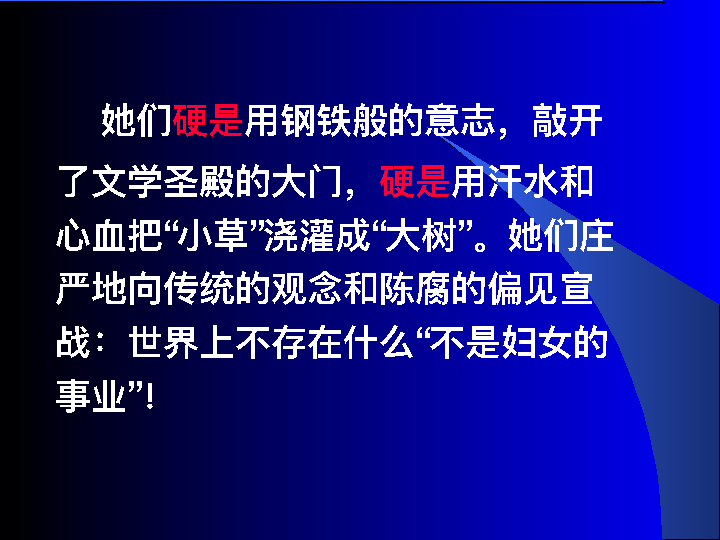 她们硬是用钢铁般的意志，敲开
了文学圣殿的大门，硬是用汗水和
心血把“小草”浇灌成“大树”。她们庄
严地向传统的观念和陈腐的偏见宣
战：世界上不存在什么“不是妇女的
事业”！